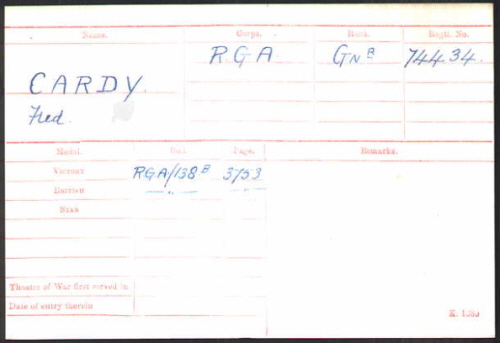 Name. Corps. Rank. Regtl. No.
CARDY. RGA GNR 74434.
Fred.
Medal. Roll. Page. Remarks.
VICTORY RGA/138B 3753
BRITISH " "
STAR
Theatre of War first served in
Date of entry therein
K. 1380